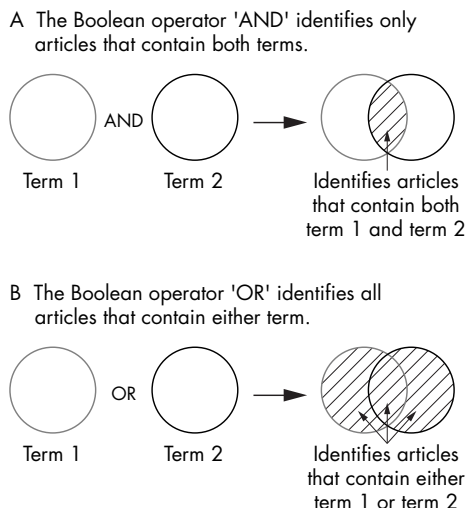 A The Boolean operator 'AND' identifies only
articles that contain both terms.
AND
Term 1
Term 2
Identifies articles
that contain both
term 1 and term 2
B The Boolean operator 'OR' identifies all
articles that contain either term.
OR
Term 1
Term 2
Identifies articles
that contain either
term 1 or term 2